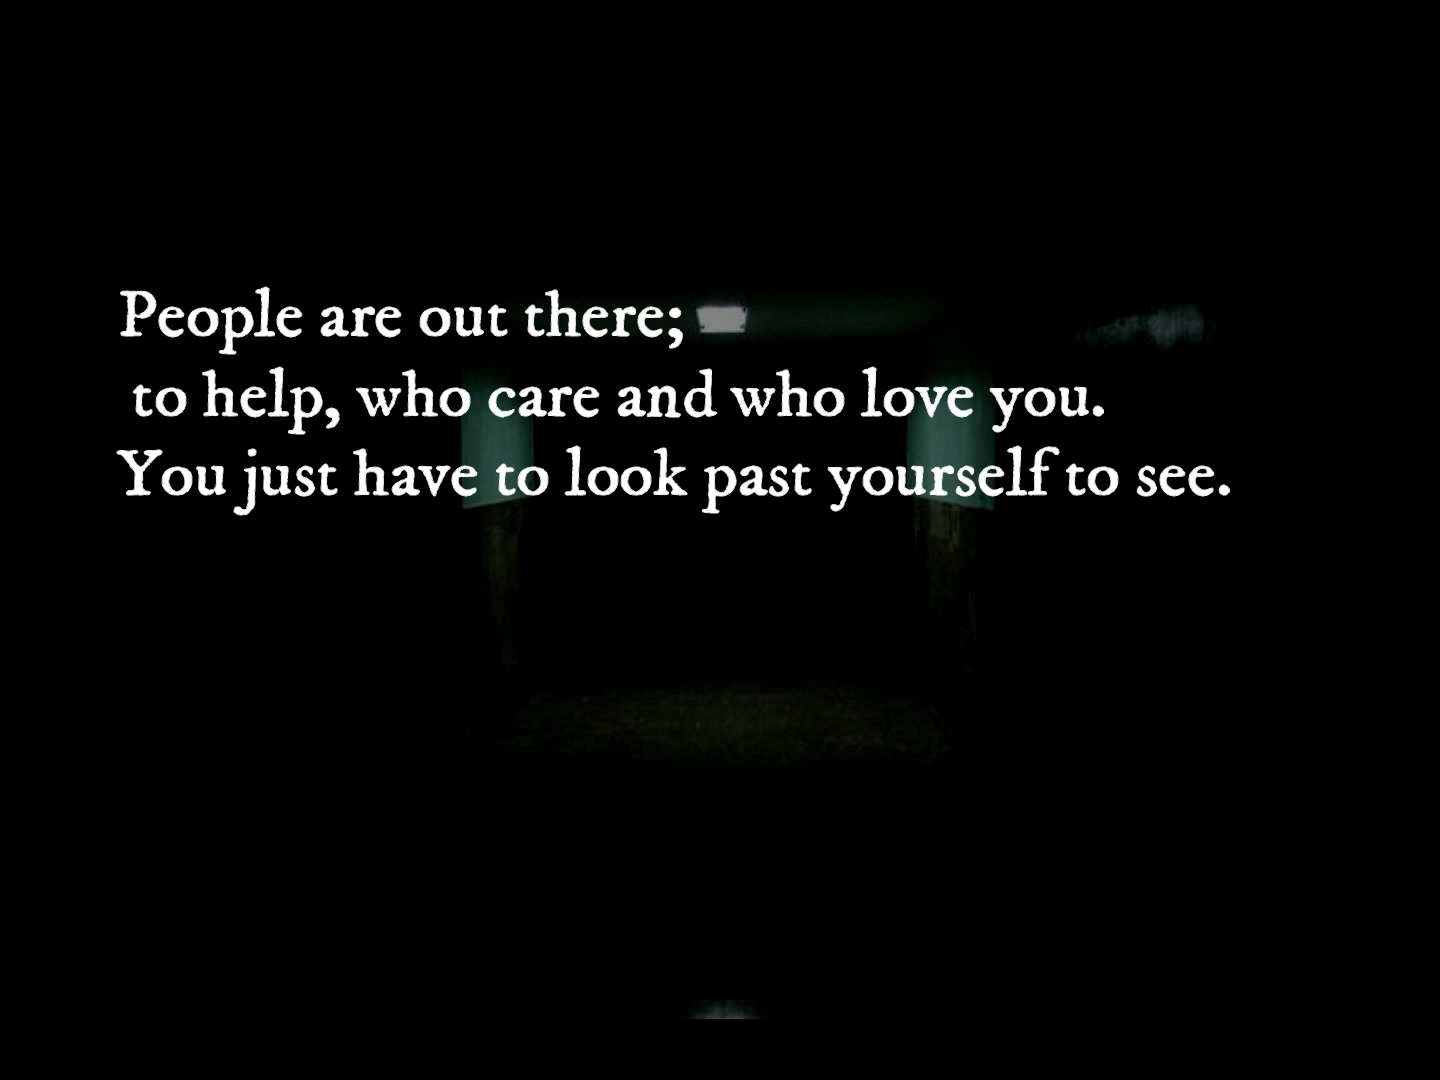 People are out there;
to help, who care and who love you.
You just have to look past yourself to see.